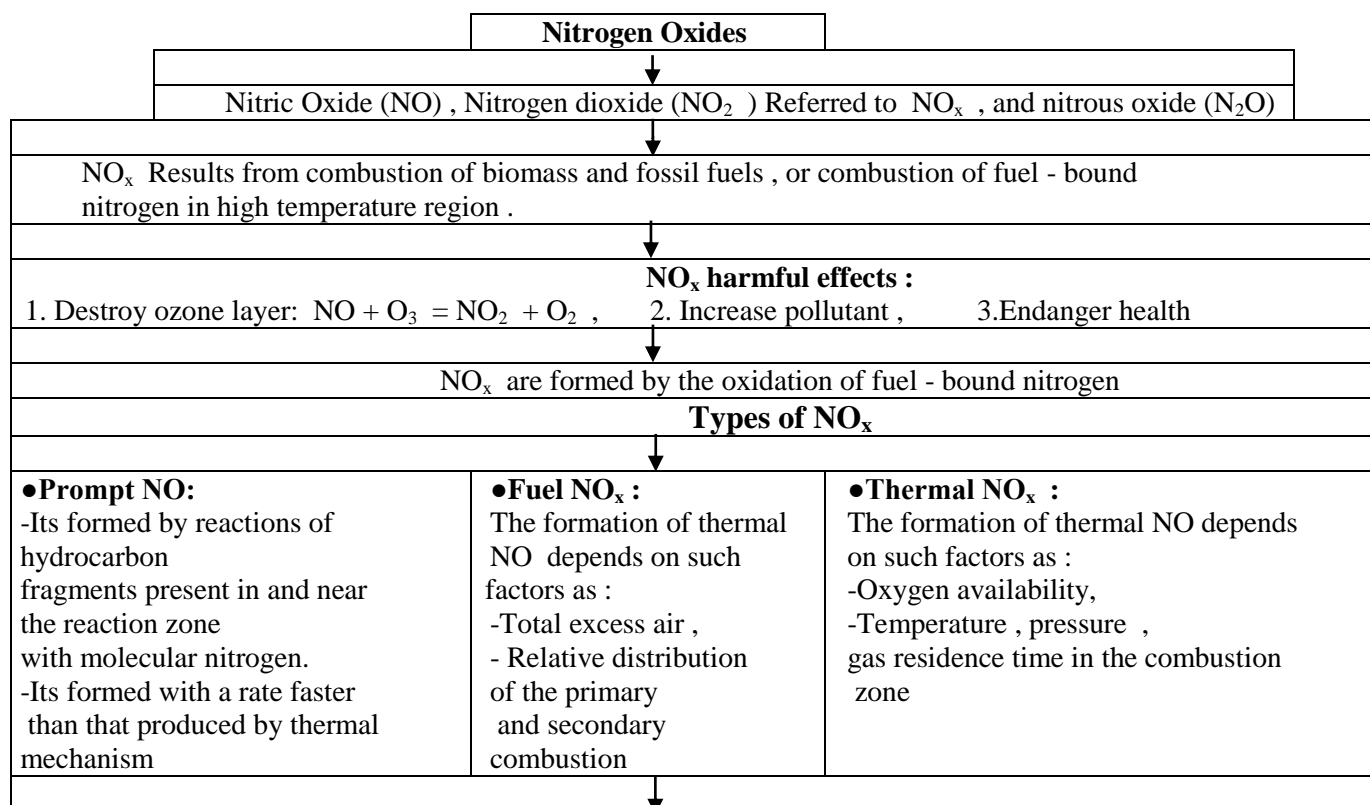 Nitrogen Oxides
Nitric Oxide (NO) , Nitrogen dioxide (NO₂ ) Referred to NOₓ , and nitrous oxide (N₂O)
NOₓ Results from combustion of biomass and fossil fuels , or combustion of fuel - bound
nitrogen in high temperature region .
NOₓ harmful effects :
1. Destroy ozone layer: NO + O₃ = NO₂ + O₂ , 2. Increase pollutant , 3.Endanger health
NOₓ are formed by the oxidation of fuel - bound nitrogen
Types of NOₓ
●Prompt NO:
-Its formed by reactions of
hydrocarbon
fragments present in and near
the reaction zone
with molecular nitrogen.
-Its formed with a rate faster
than that produced by thermal
mechanism
●Fuel NOₓ :
The formation of thermal
NO depends on such
factors as :
-Total excess air ,
- Relative distribution
of the primary
and secondary
combustion
●Thermal NOₓ :
The formation of thermal NO depends
on such factors as :
-Oxygen availability,
-Temperature , pressure ,
gas residence time in the combustion
zone